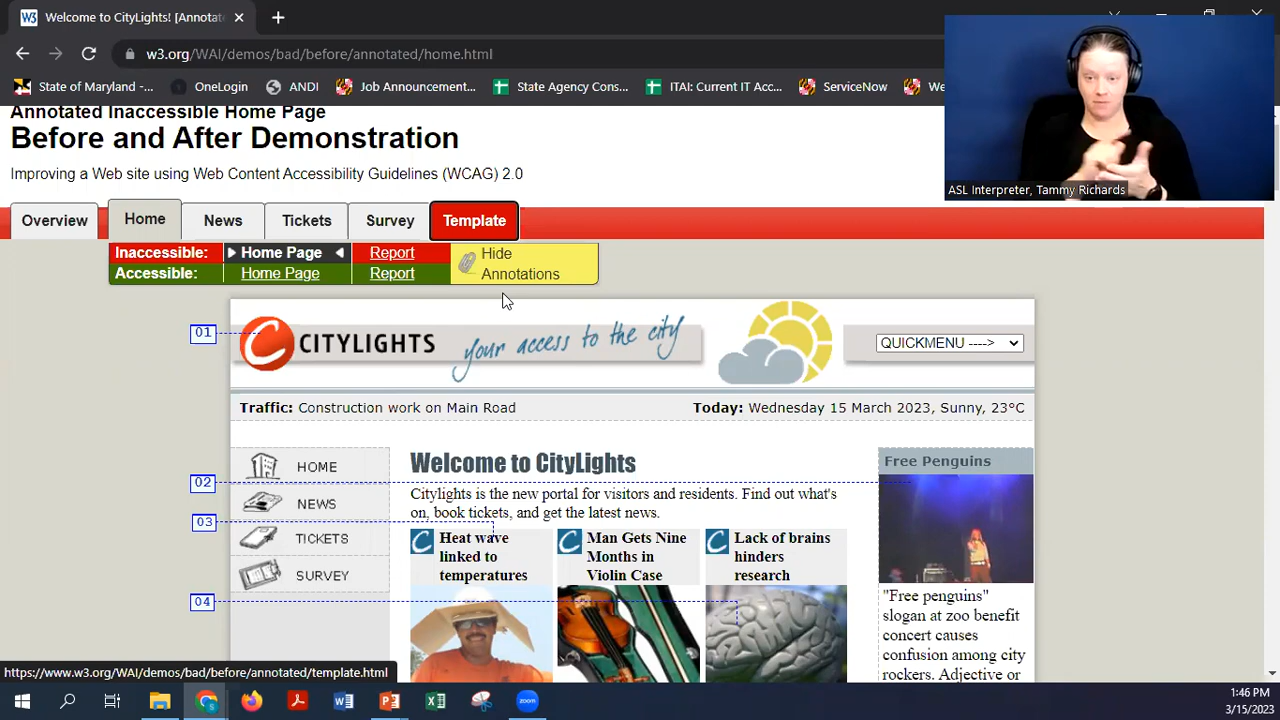 Welcome to CityLights! [Annotat
w3.org/WAI/demos/bad/before/annotated/home.html
State of Maryland -... OneLogin ANDI Job Announcement... State Agency Cons... ITAI: Current IT Acc... ServiceNow We
ASL Interpreter, Tammy Richards
Annotated Inaccessible Home Page
Before and After Demonstration
Improving a Web site using Web Content Accessibility Guidelines (WCAG) 2.0
Overview Home News Tickets Survey Template
Inaccessible: Home Page Report
Accessible: Home Page Report
Hide
Annotations
01
CITYLIGHTS your access to the city
QUICKMENU ---->
Traffic: Construction work on Main Road
Today: Wednesday 15 March 2023, Sunny, 23°C
HOME
NEWS
TICKETS
SURVEY
02
03
04
Welcome to CityLights
Citylights is the new portal for visitors and residents. Find out what's
on, book tickets, and get the latest news.
Heat wave
linked to
temperatures
Man Gets Nine
Months in
Violin Case
Lack of brains
hinders
research
Free Penguins
"Free penguins"
slogan at zoo benefit
concert causes
confusion among city
rockers. Adjective or
https://www.w3.org/WAI/demos/bad/before/annotated/template.html
zoom
1:46 PM
3/15/2023